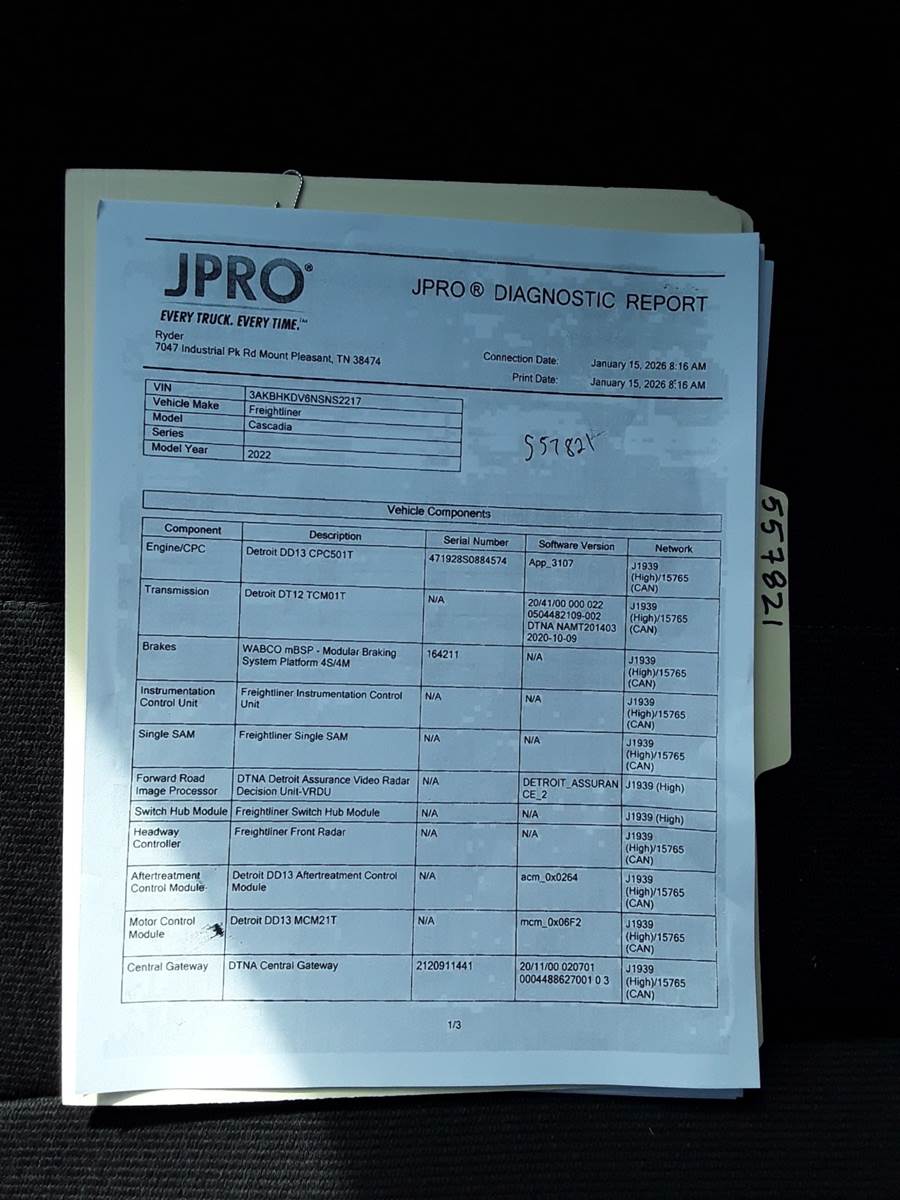 JPRO®
JPRO® DIAGNOSTIC REPORT
EVERY TRUCK. EVERY TIME.™
Ryder
7047 Industrial Pk Rd Mount Pleasant, TN 38474
Connection Date: January 15, 2026 8:16 AM
Print Date: January 15, 2026 8:16 AM
VIN 3AKBHKDV6NSNS2217
Vehicle Make Freightliner
Model Cascadia
Series
Model Year 2022
557821
557821
Vehicle Components
Component Description Serial Number Software Version Network
Engine/CPC Detroit DD13 CPC501T 471928S0884574 App_3107 J1939
(High)/15765
(CAN)
Transmission Detroit DT12 TCM01T N/A 20/41/00 000 022 J1939
0504482109-002 (High)/15765
DTNA NAMT201403 (CAN)
2020-10-09
Brakes WABCO mBSP - Modular Braking 164211 N/A J1939
System Platform 4S/4M (High)/15765
(CAN)
Instrumentation Freightliner Instrumentation Control N/A N/A J1939
Control Unit Unit (High)/15765
(CAN)
Single SAM Freightliner Single SAM N/A N/A J1939
(High)/15765
(CAN)
Forward Road DTNA Detroit Assurance Video Radar N/A DETROIT_ASSURAN J1939 (High)
Image Processor Decision Unit-VRDU CE_2
Switch Hub Module Freightliner Switch Hub Module N/A N/A J1939 (High)
Headway Freightliner Front Radar N/A N/A J1939
Controller (High)/15765
(CAN)
Aftertreatment Detroit DD13 Aftertreatment Control N/A acm_0x0264 J1939
Control Module Module (High)/15765
(CAN)
Motor Control Detroit DD13 MCM21T N/A mcm_0x06F2 J1939
Module (High)/15765
(CAN)
Central Gateway DTNA Central Gateway 2120911441 20/11/00 020701 J1939
0004488627001 0 3 (High)/15765
(CAN)
1/3